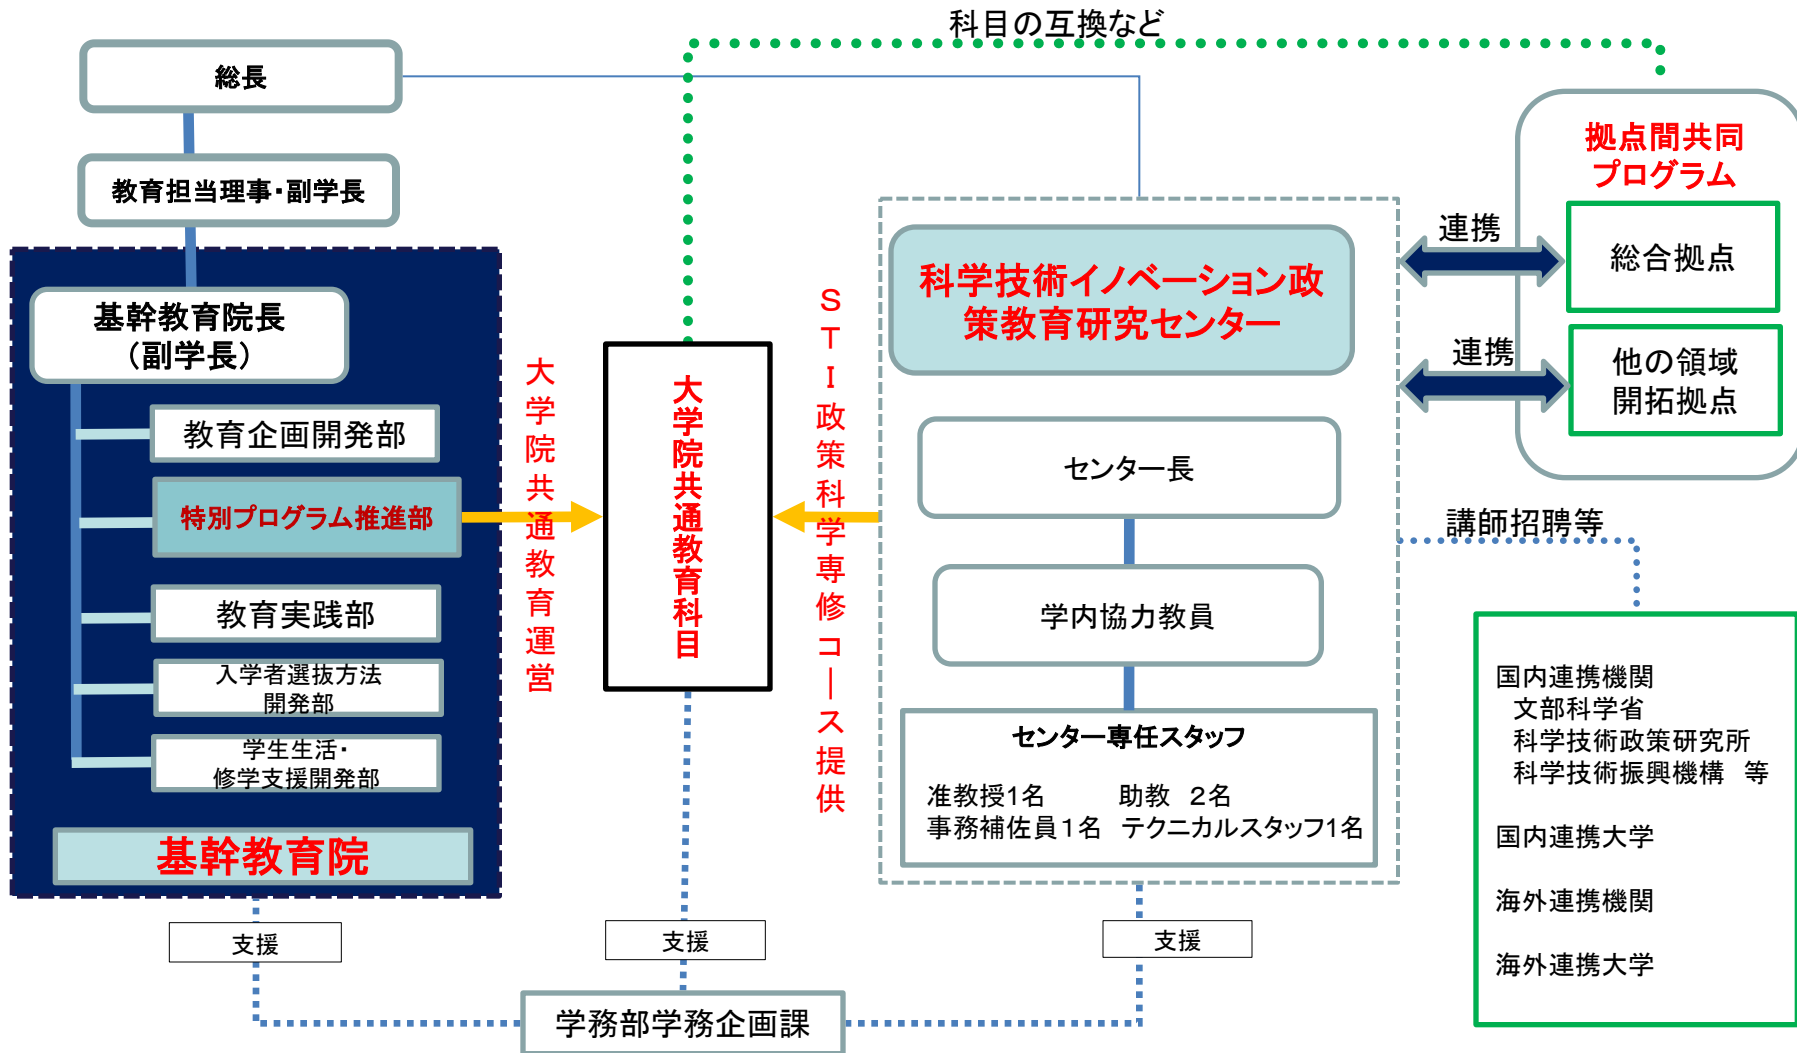 科目の互換など
総長
教育担当理事・副学長
基幹教育院長
（副学長）
教育企画開発部
特別プログラム推進部
教育実践部
入学者選抜方法
開発部
学生生活・
修学支援開発部
基幹教育院
大学院共通教育運営
大学院共通教育科目
STI政策科学専修コース提供
科学技術イノベーション政
策教育研究センター
センター長
学内協力教員
センター専任スタッフ
准教授1名　助教　2名
事務補佐員１名　テクニカルスタッフ1名
連携
連携
拠点間共同
プログラム
総合拠点
他の領域
開拓拠点
講師招聘等
国内連携機関
文部科学省
科学技術政策研究所
科学技術振興機構　等
国内連携大学
海外連携機関
海外連携大学
支援
支援
支援
学務部学務企画課